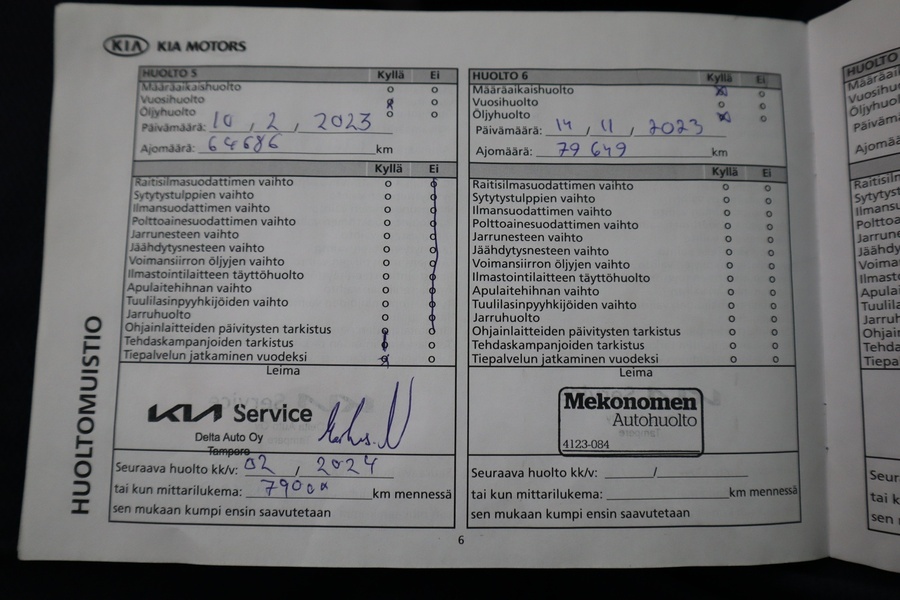 KIA KIA MOTORS
HUOLTOMUISTIO
HUOLTO 5 Kyllä Ei
Määräaikaishuolto
Vuosihuolto
Öljyhuolto
Päivämäärä: 10 , 2 , 2023
Ajomäärä: 64686 km
Kyllä Ei
Raitisilmasuodattimen vaihto
Sytytystulppien vaihto
Ilmansuodattimen vaihto
Polttoainesuodattimen vaihto
Jarrunesteen vaihto
Jäähdytysnesteen vaihto
Voimansiirron öljyjen vaihto
Ilmastointilaitteen täyttöhuolto
Apulaitehihnan vaihto
Tuulilasinpyyhkijöiden vaihto
Jarruhuolto
Ohjainlaitteiden päivitysten tarkistus
Tehdaskampanjoiden tarkistus
Tiepalvelun jatkaminen vuodeksi
Leima
KIA Service
Delta Auto Oy
Tampere
Seuraava huolto kk/v: 02 , 2024
tai kun mittarilukema: 79000 km mennessä
sen mukaan kumpi ensin saavutetaan
HUOLTO 6 Kyllä Ei
Määräaikaishuolto
Vuosihuolto
Öljyhuolto
Päivämäärä: 14 , 11 , 2023
Ajomäärä: 79 649 km
Kyllä Ei
Raitisilmasuodattimen vaihto
Sytytystulppien vaihto
Ilmansuodattimen vaihto
Polttoainesuodattimen vaihto
Jarrunesteen vaihto
Jäähdytysnesteen vaihto
Voimansiirron öljyjen vaihto
Ilmastointilaitteen täyttöhuolto
Apulaitehihnan vaihto
Tuulilasinpyyhkijöiden vaihto
Jarruhuolto
Ohjainlaitteiden päivitysten tarkistus
Tehdaskampanjoiden tarkistus
Tiepalvelun jatkaminen vuodeksi
Leima
Mekonomen
Autohuolto
4123-084
Seuraava huolto kk/v: /
tai kun mittarilukema: km mennessä
sen mukaan kumpi ensin saavutetaan
6